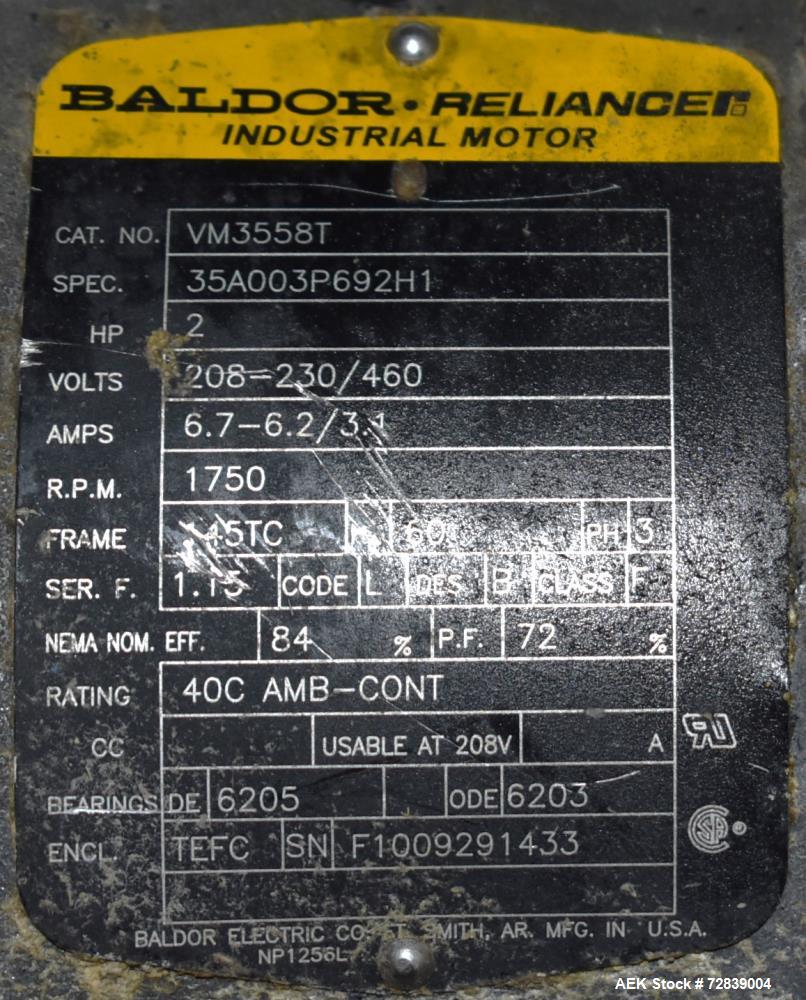 BALDOR • RELIANCE
INDUSTRIAL MOTOR
CAT. NO. VM3558T
SPEC. 35A003P692H1
HP 2
VOLTS 208-230/460
AMPS 6.7-6.2/3.1
R.P.M. 1750
FRAME 145TC 60 PH 3
SER. F. 1.15 CODE L DES B CLASS F
NEMA NOM. EFF. 84 % P.F. 72 %
RATING 40C AMB-CONT
CC USABLE AT 208V A
BEARINGS DE 6205 ODE 6203
ENCL. TEFC SN F1009291433
BALDOR ELECTRIC CO. FT. SMITH, AR. MFG. IN U.S.A.
NP1256L
AEK Stock # 72839004